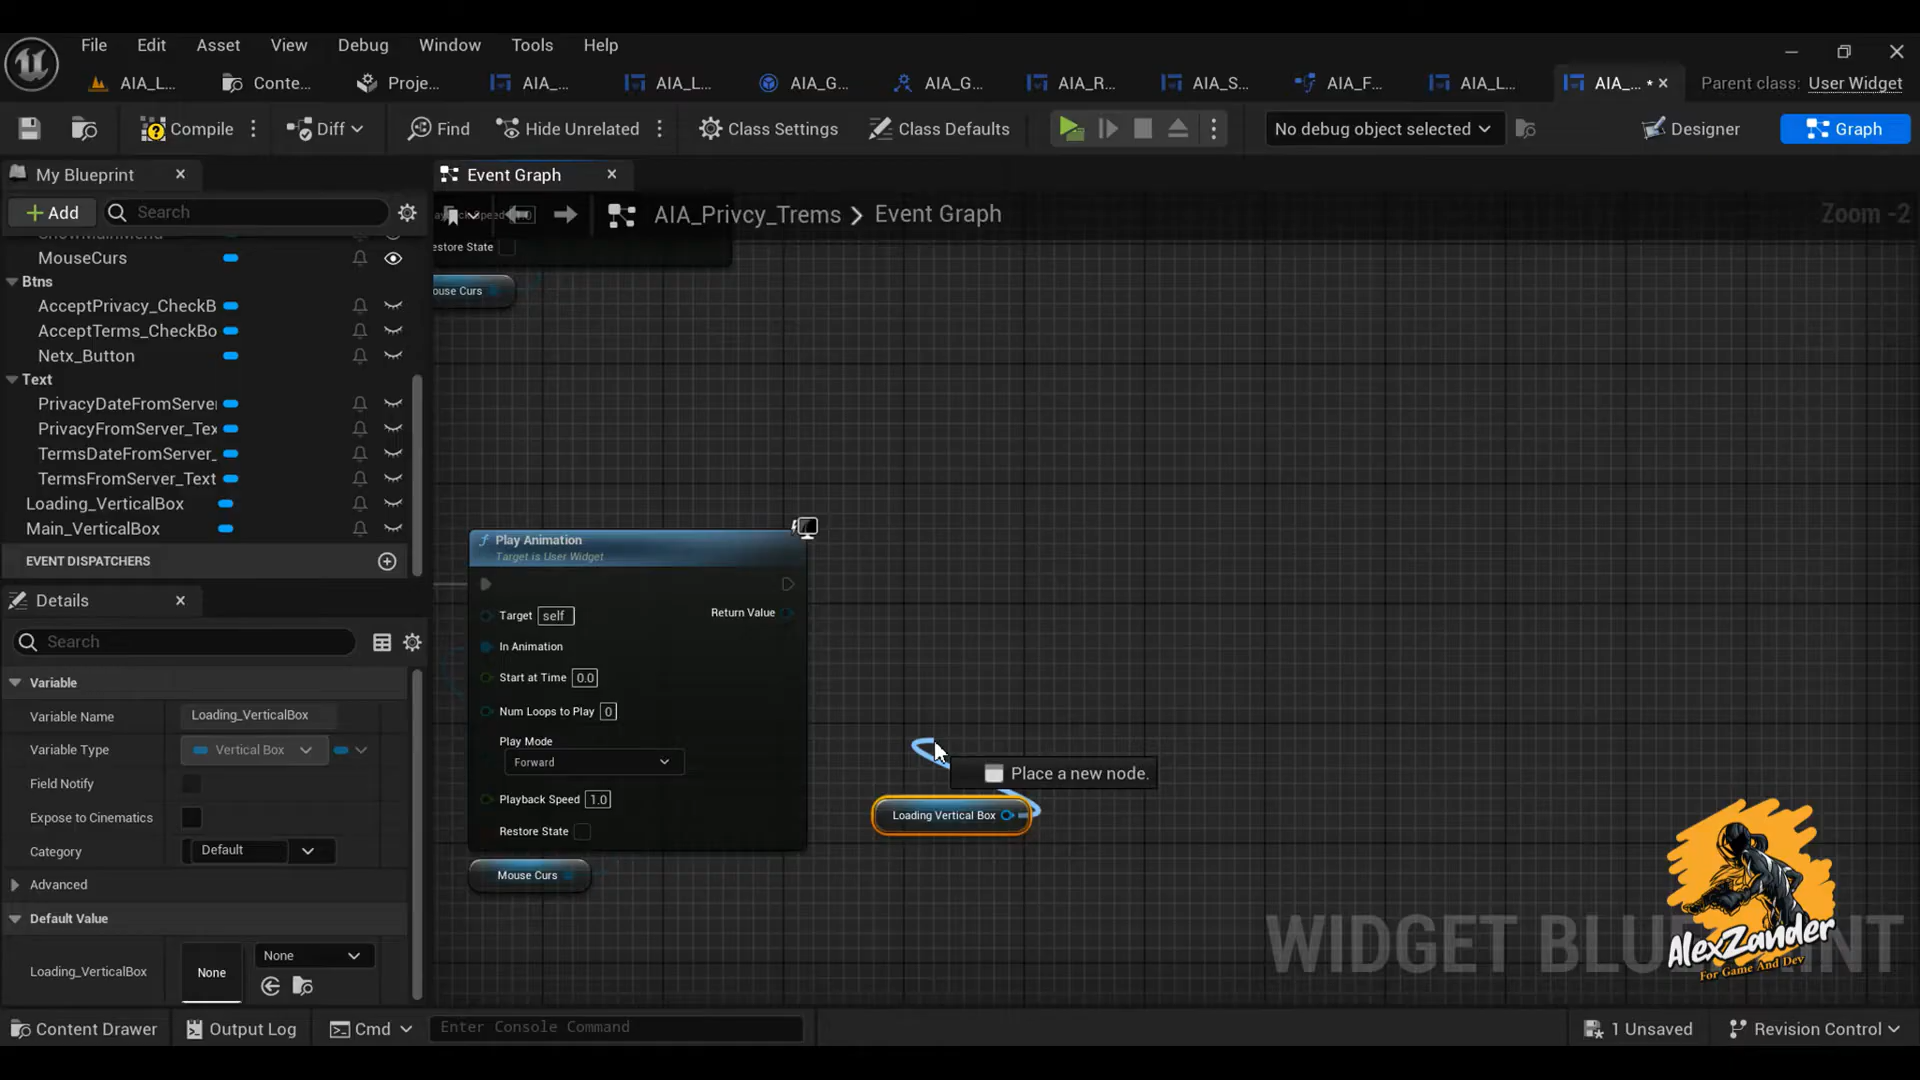 File Edit Asset View Debug Window Tools Help
AIA_L... Conte... Proje... AIA_... AIA_L... AIA_G... AIA_G... AIA_R... AIA_S... AIA_F... AIA_L... AIA_... • Parent class: User Widget
Compile Diff Find Hide Unrelated Class Settings Class Defaults No debug object selected Designer Graph
My Blueprint Event Graph
Add Search AIA_Privcy_Trems > Event Graph Zoom -2
MouseCurs
Btns
AcceptPrivacy_CheckB
AcceptTerms_CheckBo
Netx_Button
Text
PrivacyDateFromServer
PrivacyFromServer_Tex
TermsDateFromServer_
TermsFromServer_Text
Loading_VerticalBox
Main_VerticalBox
EVENT DISPATCHERS
Details
Search
Variable
Variable Name Loading_VerticalBox
Variable Type Vertical Box
Field Notify
Expose to Cinematics
Category Default
Advanced
Default Value
Loading_VerticalBox None None
estore State
ouse Curs
Play Animation
Target is User Widget
Target self Return Value
In Animation
Start at Time 0.0
Num Loops to Play 0
Play Mode
Forward
Playback Speed 1.0
Restore State
Mouse Curs
Place a new node.
Loading Vertical Box
AlexZander
For Game And Dev
Content Drawer Output Log Cmd Enter Console Command 1 Unsaved Revision Control